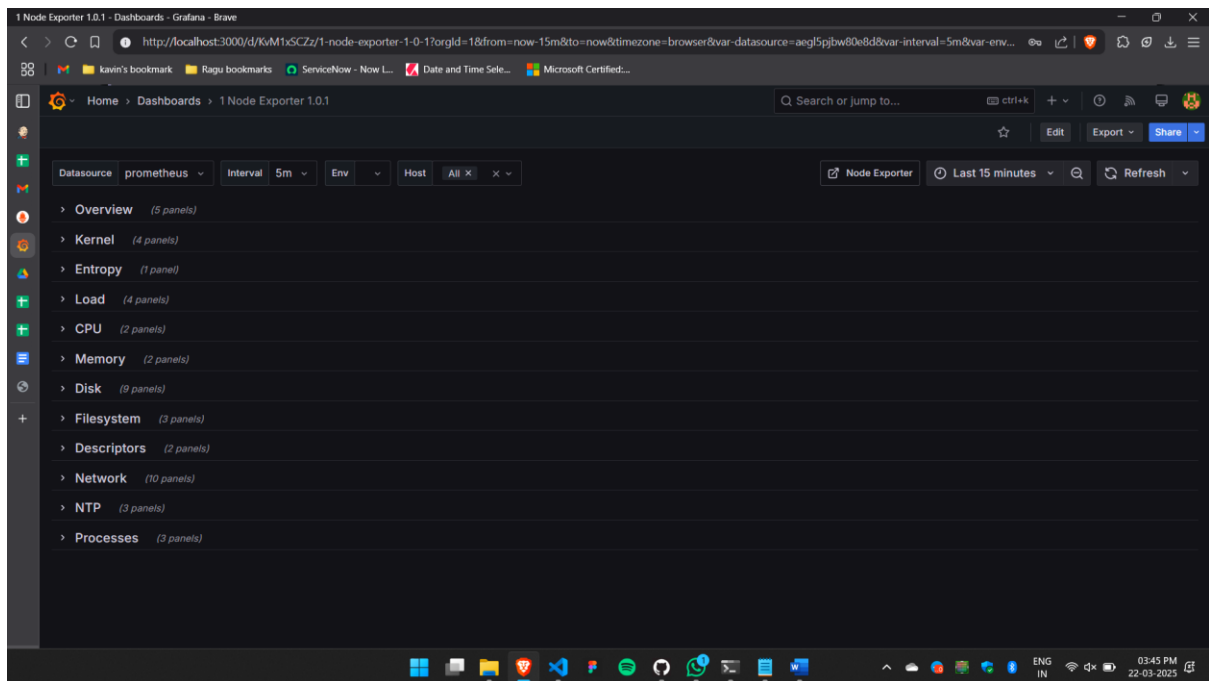 1 Node Exporter 1.0.1 - Dashboards - Grafana - Brave
http://localhost:3000/d/KvM1xSCZz/1-node-exporter-1-0-1?orgId=1&from=now-15m&to=now&timezone=browser&var-datasource=aegl5pjbw80e8d&var-interval=5m&var-env...
kavin's bookmark Ragu bookmarks ServiceNow - Now L... Date and Time Sele... Microsoft Certified:...
Home > Dashboards > 1 Node Exporter 1.0.1 Search or jump to... ctrl+k
Edit Export Share
Datasource prometheus Interval 5m Env Host All × Node Exporter Last 15 minutes Refresh
Overview (5 panels)
Kernel (4 panels)
Entropy (1 panel)
Load (4 panels)
CPU (2 panels)
Memory (2 panels)
Disk (9 panels)
Filesystem (3 panels)
Descriptors (2 panels)
Network (10 panels)
NTP (3 panels)
Processes (3 panels)
ENG 03:45 PM
IN 22-03-2025